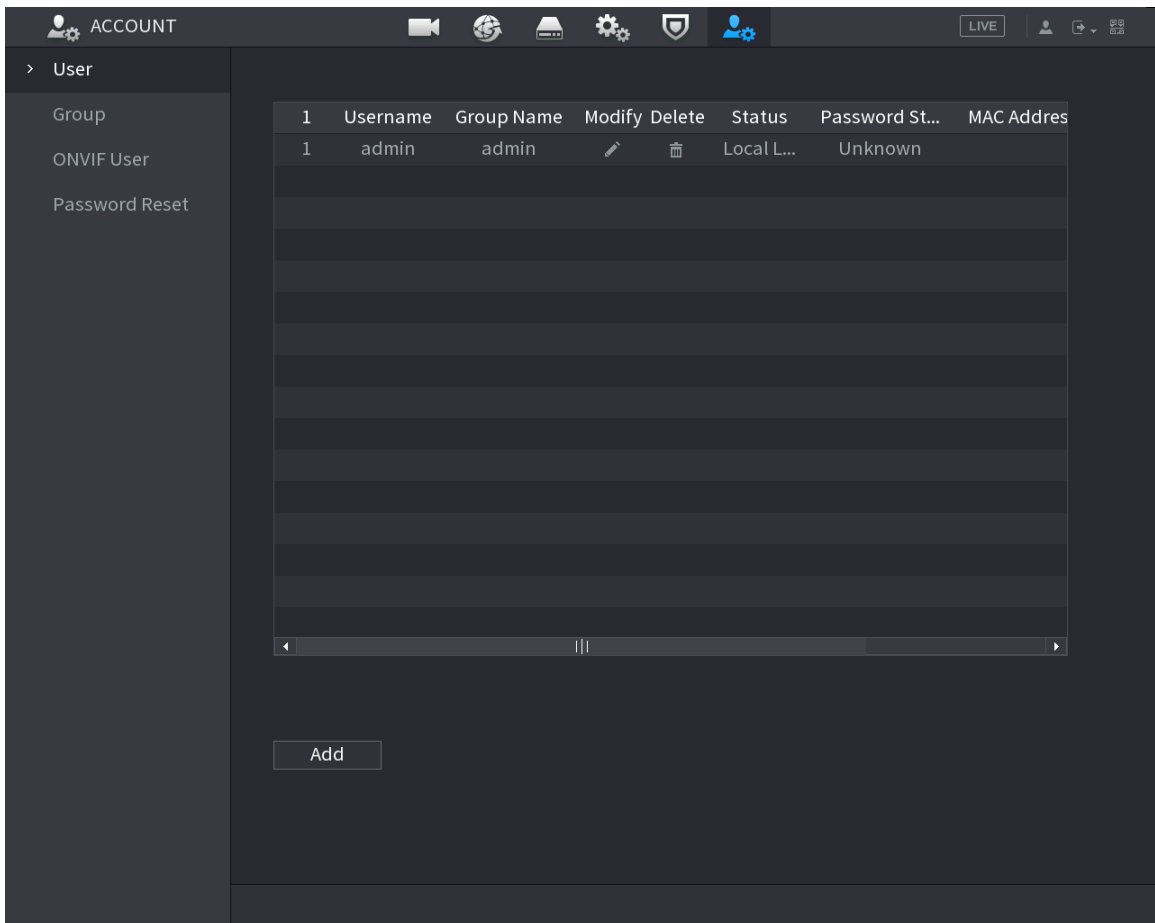 ACCOUNT LIVE
User
Group
ONVIF User
Password Reset
1 Username Group Name Modify Delete Status Password St... MAC Addres
1 admin admin Local L... Unknown
Add